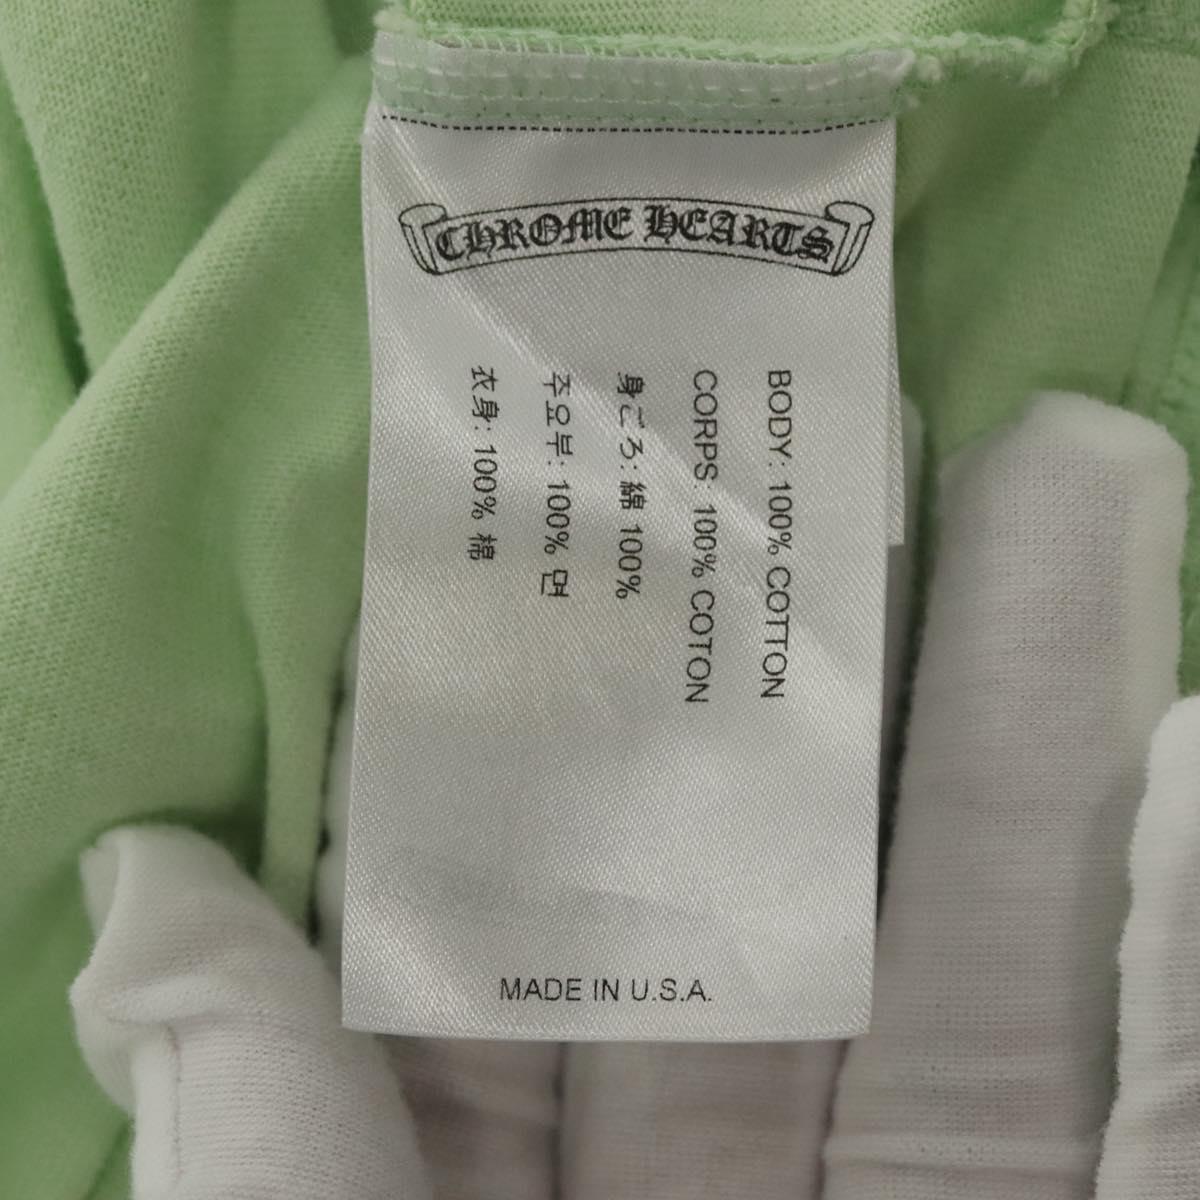 CHROME HEARTS
BODY: 100% COTTON
CORPS: 100% COTON
身ごろ: 綿 100%
주요부: 100% 면
衣身: 100% 棉
MADE IN U.S.A.